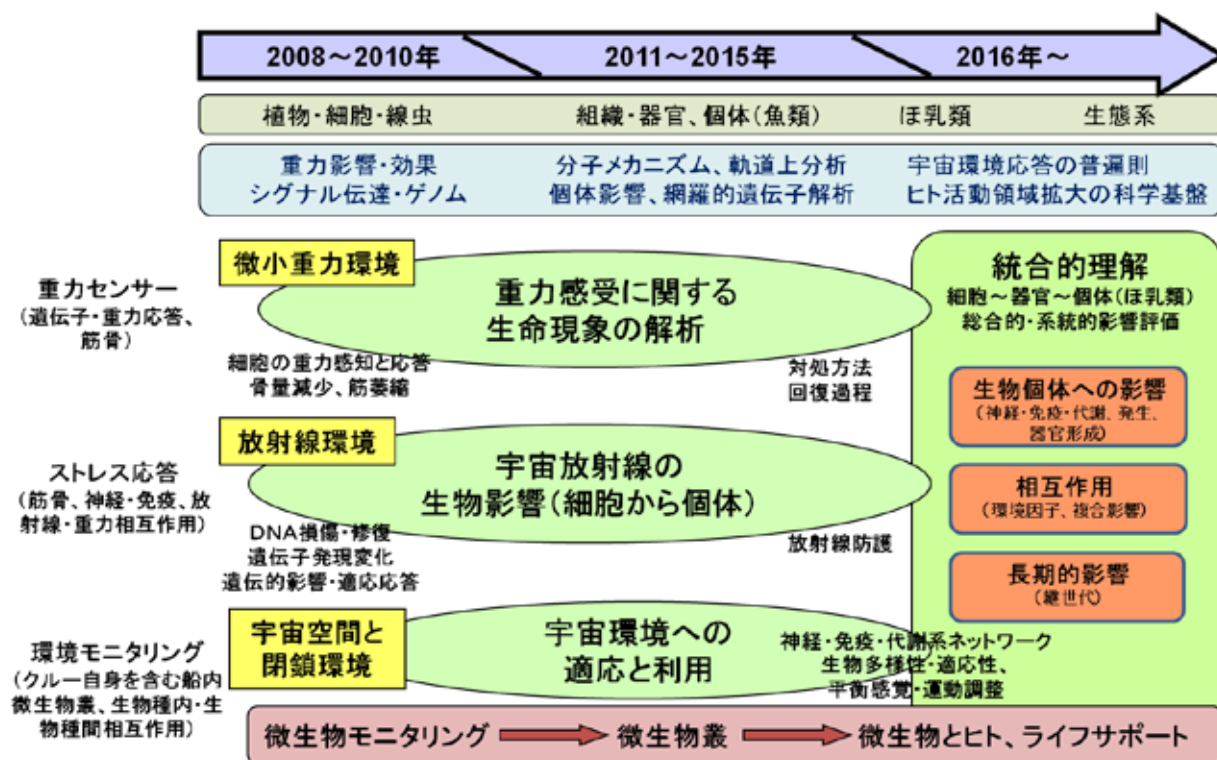 2008～2010年
2011～2015年
2016年～
植物・細胞・線虫
組織・器官、個体(魚類)
ほ乳類
生態系
重力影響・効果
シグナル伝達・ゲノム
分子メカニズム、軌道上分析
個体影響、網羅的遺伝子解析
宇宙環境応答の普遍則
ヒト活動領域拡大の科学基盤
重力センサー
(遺伝子・重力応答、
筋骨)
微小重力環境
重力感受に関する
生命現象の解析
細胞の重力感知と応答
骨量減少、筋萎縮
対処方法
回復過程
ストレス応答
(筋骨、神経・免疫、放
射線・重力相互作用)
放射線環境
宇宙放射線の
生物影響(細胞から個体)
DNA損傷・修復
遺伝子発現変化
遺伝的影響・適応応答
放射線防護
環境モニタリング
(クルー自身を含む船内
微生物叢、生物種内・生
物種間相互作用)
宇宙空間と
閉鎖環境
宇宙環境への
適応と利用
神経・免疫・代謝系ネットワーク
生物多様性・適応性、
平衡感覚・運動調整
統合的理解
細胞～器官～個体(ほ乳類)
総合的・系統的影響評価
生物個体への影響
(神経・免疫・代謝、発生、
器官形成)
相互作用
(環境因子、複合影響)
長期的影響
(継世代)
微生物モニタリング
微生物叢
微生物とヒト、ライフサポート